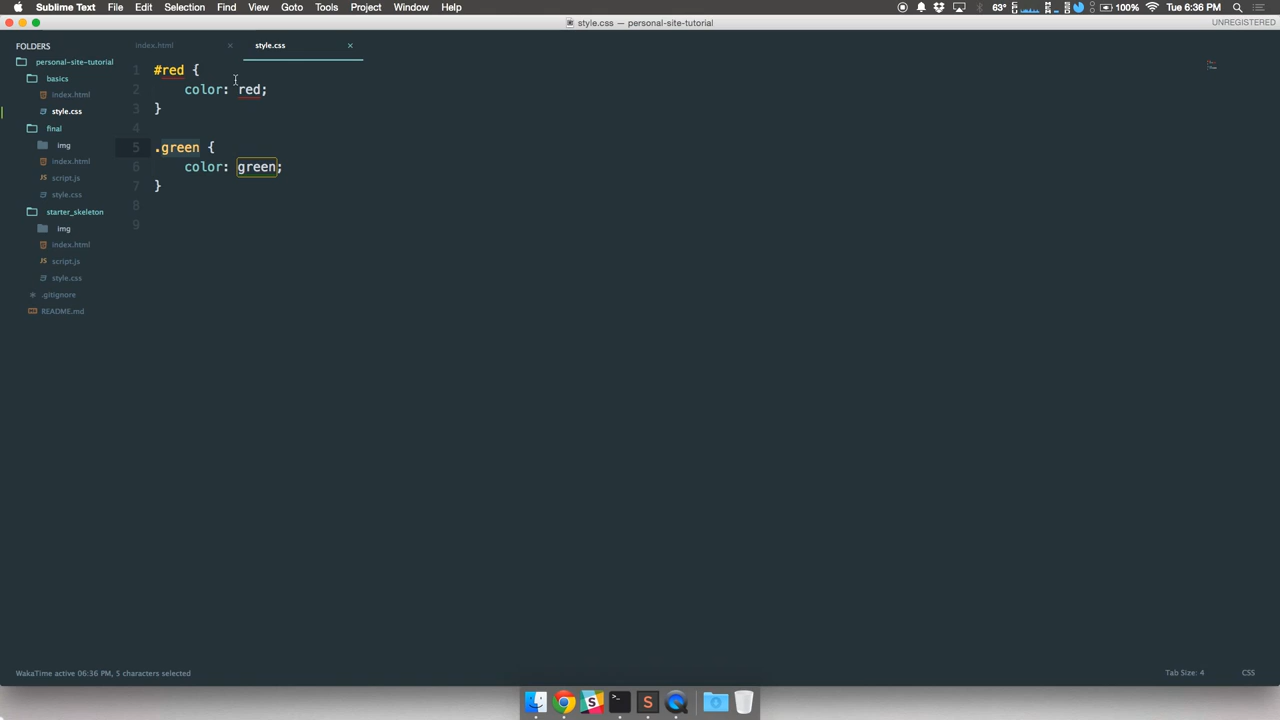 Sublime Text File Edit Selection Find View Goto Tools Project Window Help 63° 100% Tue 6:36 PM
style.css — personal-site-tutorial UNREGISTERED
FOLDERS
personal-site-tutorial
basics
index.html
style.css
final
img
index.html
script.js
style.css
starter_skeleton
img
index.html
script.js
style.css
.gitignore
README.md
index.html × style.css ×
1 #red {
2 color: red;
3 }
4
5 .green {
6 color: green;
7 }
8
9
WakaTime active 06:36 PM, 5 characters selected Tab Size: 4 CSS